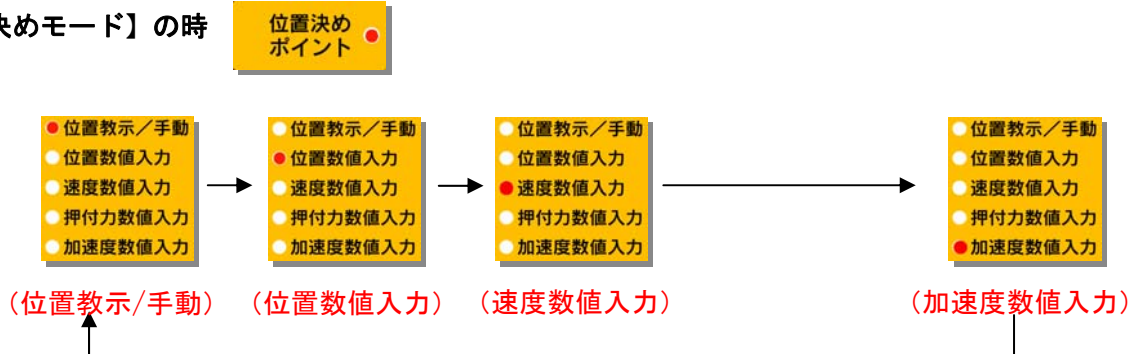 決めモード】の時
位置決め
ポイント
位置教示／手動
位置数値入力
速度数値入力
押付力数値入力
加速度数値入力
(位置教示/手動)
位置教示／手動
位置数値入力
速度数値入力
押付力数値入力
加速度数値入力
(位置数値入力)
位置教示／手動
位置数値入力
速度数値入力
押付力数値入力
加速度数値入力
(速度数値入力)
位置教示／手動
位置数値入力
速度数値入力
押付力数値入力
加速度数値入力
(加速度数値入力)